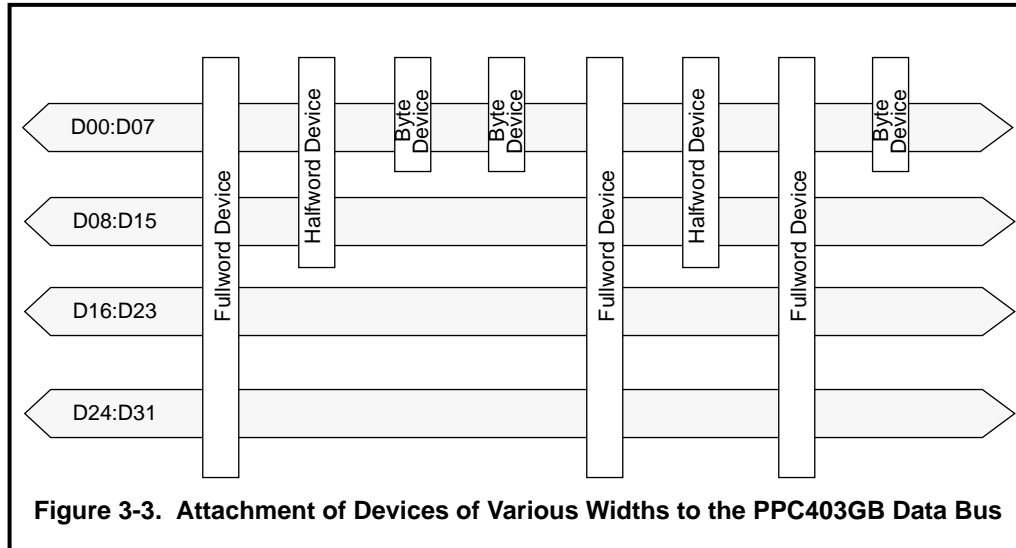 D00:D07
D08:D15
D16:D23
D24:D31
Fullword Device
Halfword Device
Byte
Device
Byte
Device
Fullword Device
Halfword Device
Fullword Device
Byte
Device
Figure 3-3. Attachment of Devices of Various Widths to the PPC403GB Data Bus